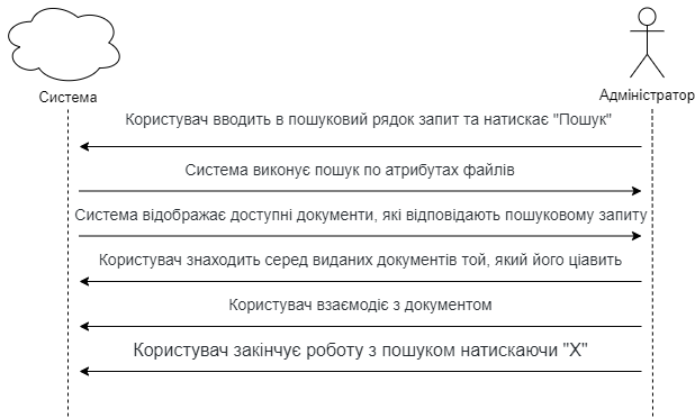 Система
Адміністратор
Користувач вводить в пошуковий рядок запит та натискає "Пошук"
Система виконує пошук по атрибутах файлів
Система відображає доступні документи, які відповідають пошуковому запиту
Користувач знаходить серед виданих документів той, який його ціавить
Користувач взаємодіє з документом
Користувач закінчує роботу з пошуком натискаючи "Х"